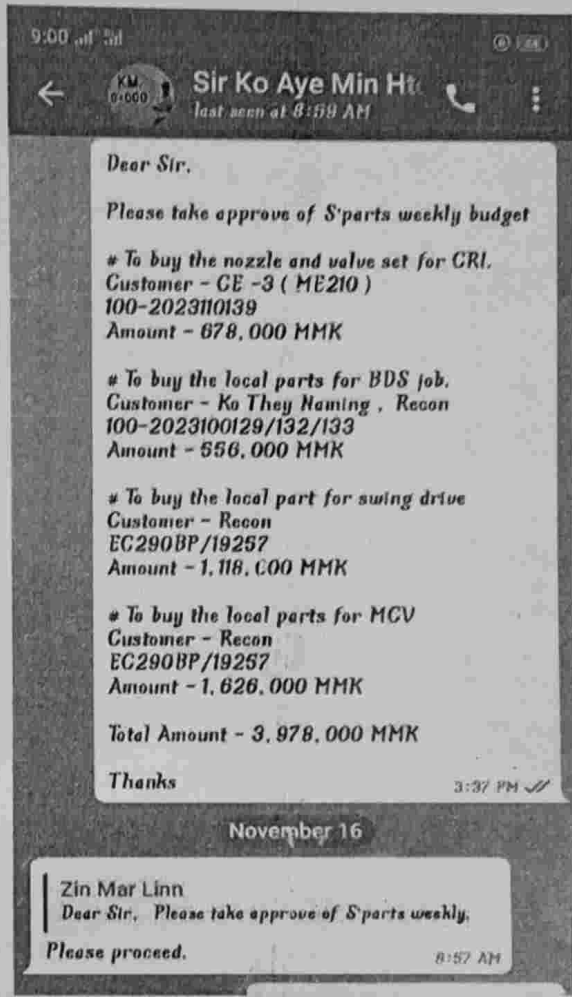 9:00
KM.
0+000
Sir Ko Aye Min Ht
last seen at 8:59 AM
Dear Sir.
Please take approve of S'parts weekly budget
# To buy the nozzle and valve set for CRI.
Customer - CE -3 ( ME210 )
100-2023110139
Amount - 678,000 MMK
# To buy the local parts for BDS job.
Customer - Ko They Naming , Recon
100-2023100129/132/133
Amount - 556,000 MMK
# To buy the local part for swing drive
Customer - Recon
EC290BP/19257
Amount - 1,118,000 MMK
# To buy the local parts for MCV
Customer - Recon
EC290BP/19257
Amount - 1,626,000 MMK
Total Amount - 3,978,000 MMK
Thanks
3:37 PM
November 16
Zin Mar Linn
Dear Sir, Please take approve of S'parts weekly.
Please proceed.
8:57 AM